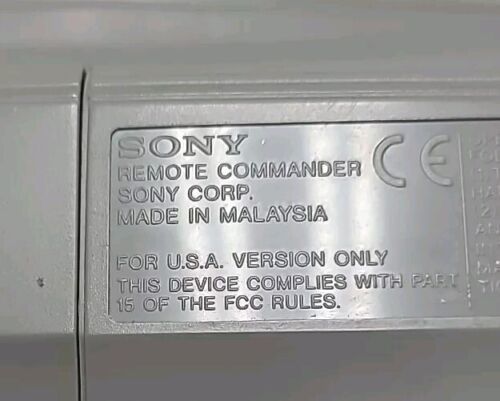 SONY
REMOTE COMMANDER
SONY CORP.
MADE IN MALAYSIA
CE
FOR U.S.A. VERSION ONLY
THIS DEVICE COMPLIES WITH PART
15 OF THE FCC RULES.